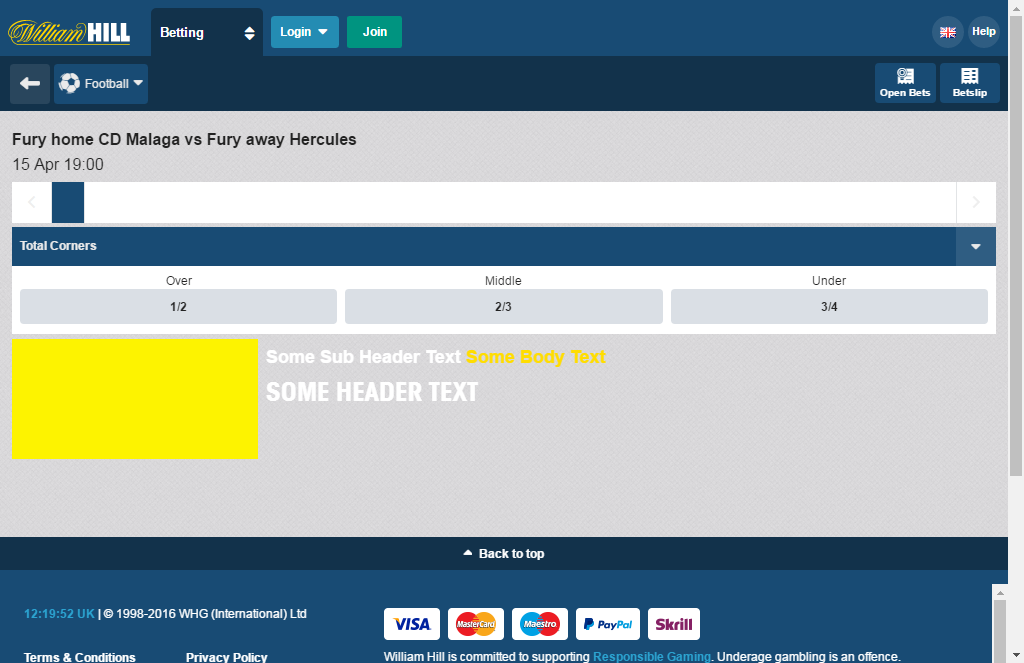 William HILL Betting Login Join Help
Football Open Bets Betslip
Fury home CD Malaga vs Fury away Hercules
15 Apr 19:00
Total Corners
Over Middle Under
1/2 2/3 3/4
Some Sub Header Text Some Body Text
SOME HEADER TEXT
Back to top
12:19:52 UK | © 1998-2016 WHG (International) Ltd
VISA MasterCard Maestro PayPal Skrill
Terms & Conditions Privacy Policy William Hill is committed to supporting Responsible Gaming. Underage gambling is an offence.